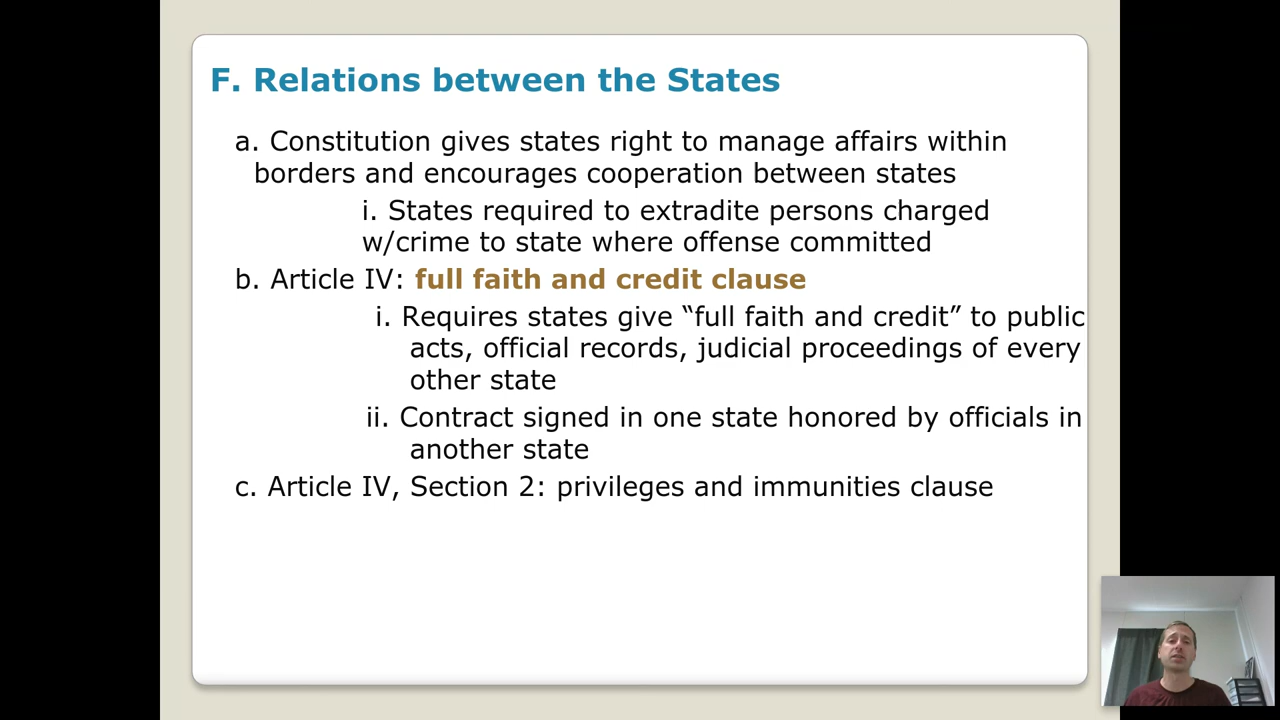 F. Relations between the States
a. Constitution gives states right to manage affairs within
borders and encourages cooperation between states
i. States required to extradite persons charged
w/crime to state where offense committed
b. Article IV: full faith and credit clause
i. Requires states give “full faith and credit” to public
acts, official records, judicial proceedings of every
other state
ii. Contract signed in one state honored by officials in
another state
c. Article IV, Section 2: privileges and immunities clause